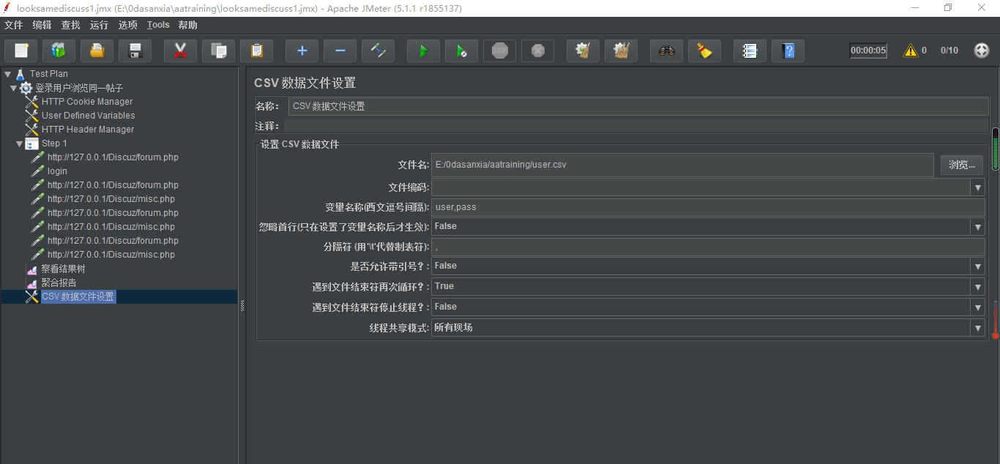 looksamediscuss1.jmx (E:\0dasanxia\aatraining\looksamediscuss1.jmx) - Apache JMeter (5.1.1 r1855137)
文件 编辑 查找 运行 选项 Tools 帮助
STOP 00:00:05 0 0/10
Test Plan
登录用户浏览同一帖子
HTTP Cookie Manager
User Defined Variables
HTTP Header Manager
Step 1
http://127.0.0.1/Discuz/forum.php
login
http://127.0.0.1/Discuz/forum.php
http://127.0.0.1/Discuz/misc.php
http://127.0.0.1/Discuz/forum.php
http://127.0.0.1/Discuz/misc.php
http://127.0.0.1/Discuz/forum.php
http://127.0.0.1/Discuz/misc.php
察看结果树
聚合报告
CSV 数据文件设置
CSV 数据文件设置
名称： CSV 数据文件设置
注释：
设置 CSV 数据文件
文件名: E:/0dasanxia/aatraining/user.csv 浏览...
文件编码:
变量名称(西文逗号间隔): user,pass
忽略首行(只在设置了变量名称后才生效): False
分隔符 (用'\t'代替制表符): ,
是否允许带引号？: False
遇到文件结束符再次循环？: True
遇到文件结束符停止线程？: False
线程共享模式: 所有现场